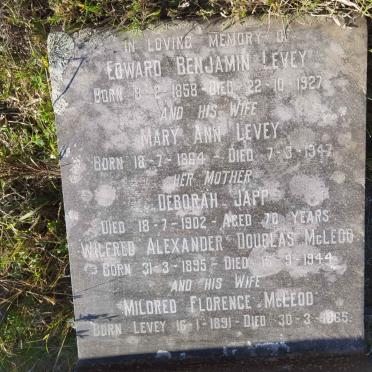 IN LOVING MEMORY OF
EDWARD BENJAMIN LEVEY
BORN 8-2-1858 - DIED 22-10-1927
AND HIS WIFE
MARY ANN LEVEY
BORN 18-7-1864 - DIED 7-3-1947
HER MOTHER
DEBORAH JAPP
DIED 18-7-1902 - AGED 70 YEARS
WILFRED ALEXANDER DOUGLAS MCLEOD
BORN 31-3-1895 - DIED -9-1944
AND HIS WIFE
MILDRED FLORENCE MCLEOD
BORN LEVEY 16-1-1891 - DIED 30-3-1965